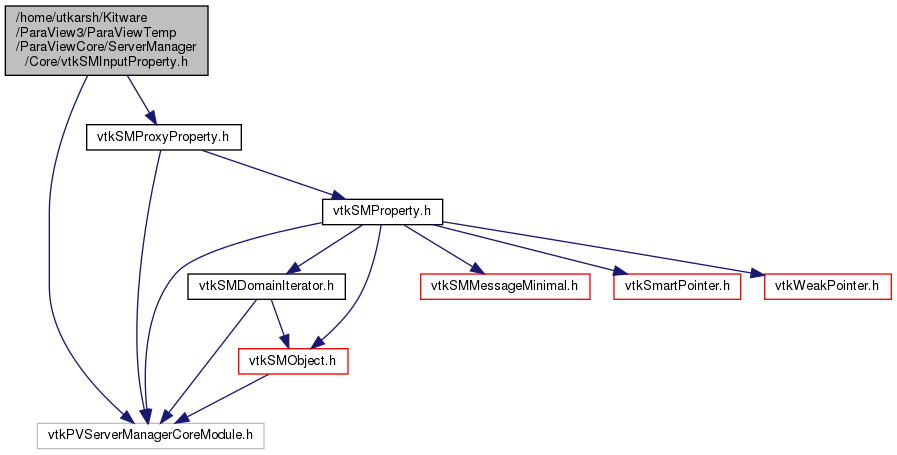 /home/utkarsh/Kitware
/ParaView3/ParaViewTemp
/ParaViewCore/ServerManager
/Core/vtkSMInputProperty.h
vtkSMProxyProperty.h
vtkSMProperty.h
vtkSMDomainIterator.h
vtkSMMessageMinimal.h
vtkSmartPointer.h
vtkWeakPointer.h
vtkSMObject.h
vtkPVServerManagerCoreModule.h